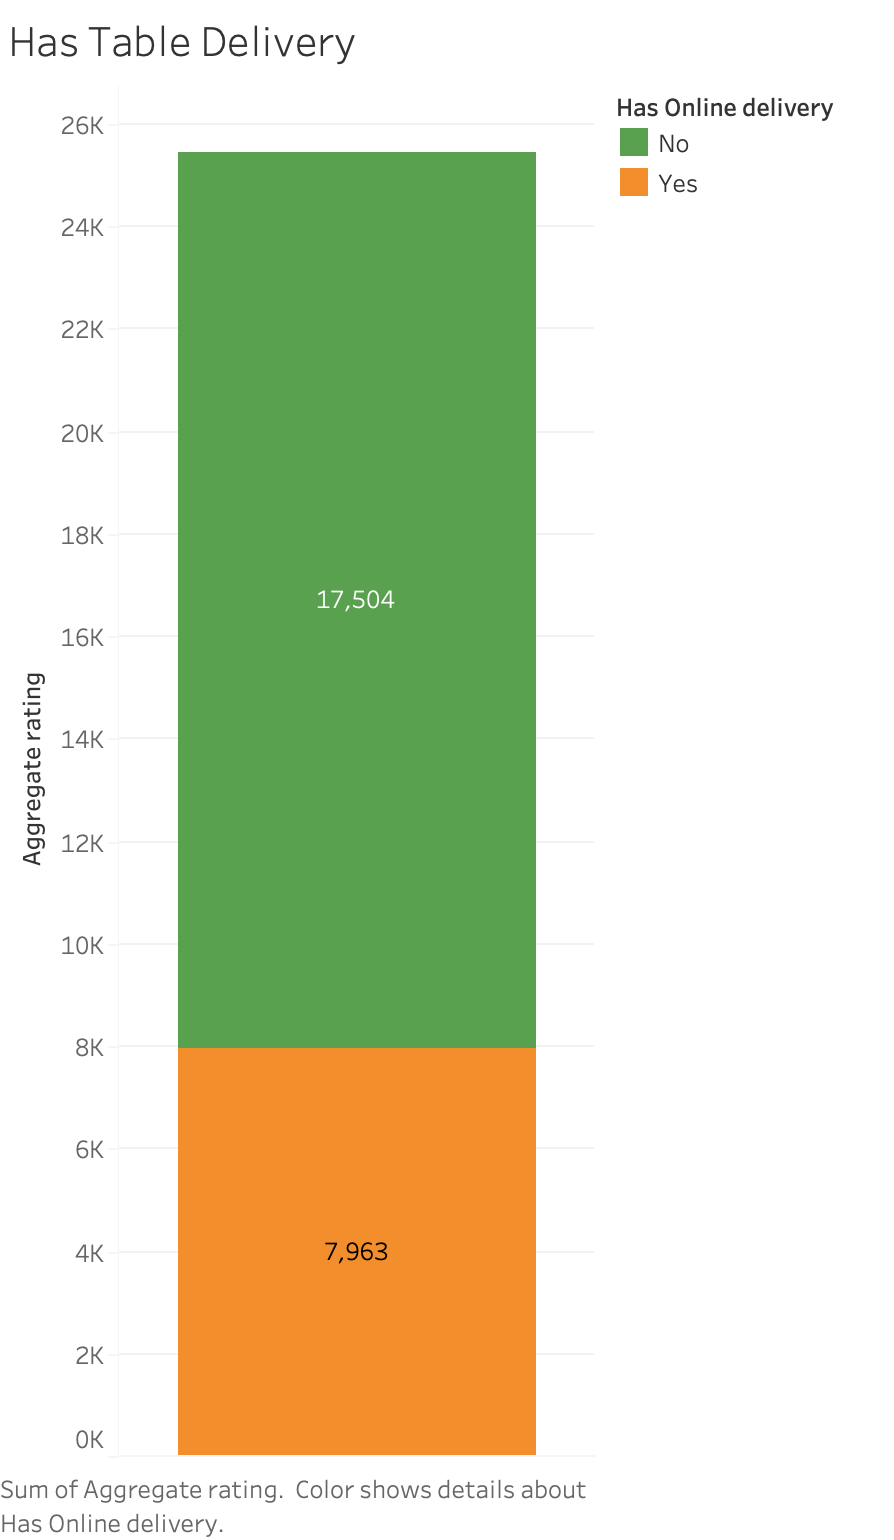 Has Table Delivery
Has Online delivery
No
Yes
Aggregate rating
26K
24K
22K
20K
18K
16K
14K
12K
10K
8K
6K
4K
2K
0K
17,504
7,963
Sum of Aggregate rating.  Color shows details about
Has Online delivery.